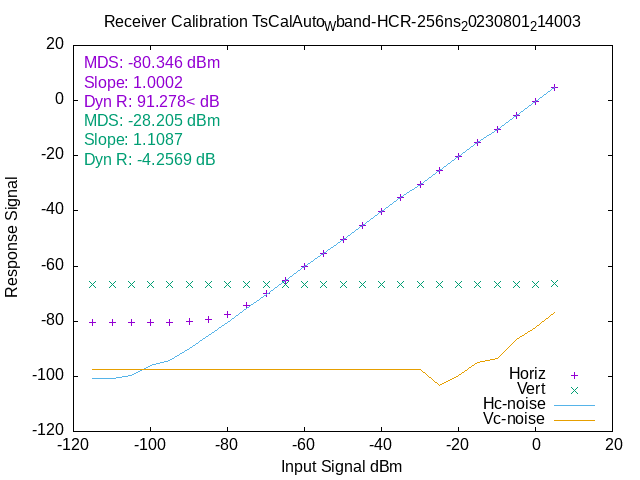 Receiver Calibration TsCalAutoWband-HCR-256ns20230801214003
MDS: -80.346 dBm
Slope: 1.0002
Dyn R: 91.278< dB
MDS: -28.205 dBm
Slope: 1.1087
Dyn R: -4.2569 dB
20
0
-20
-40
-60
-80
-100
-120
Response Signal
Horiz
Vert
Hc-noise
Vc-noise
-120 -100 -80 -60 -40 -20 0 20
Input Signal dBm